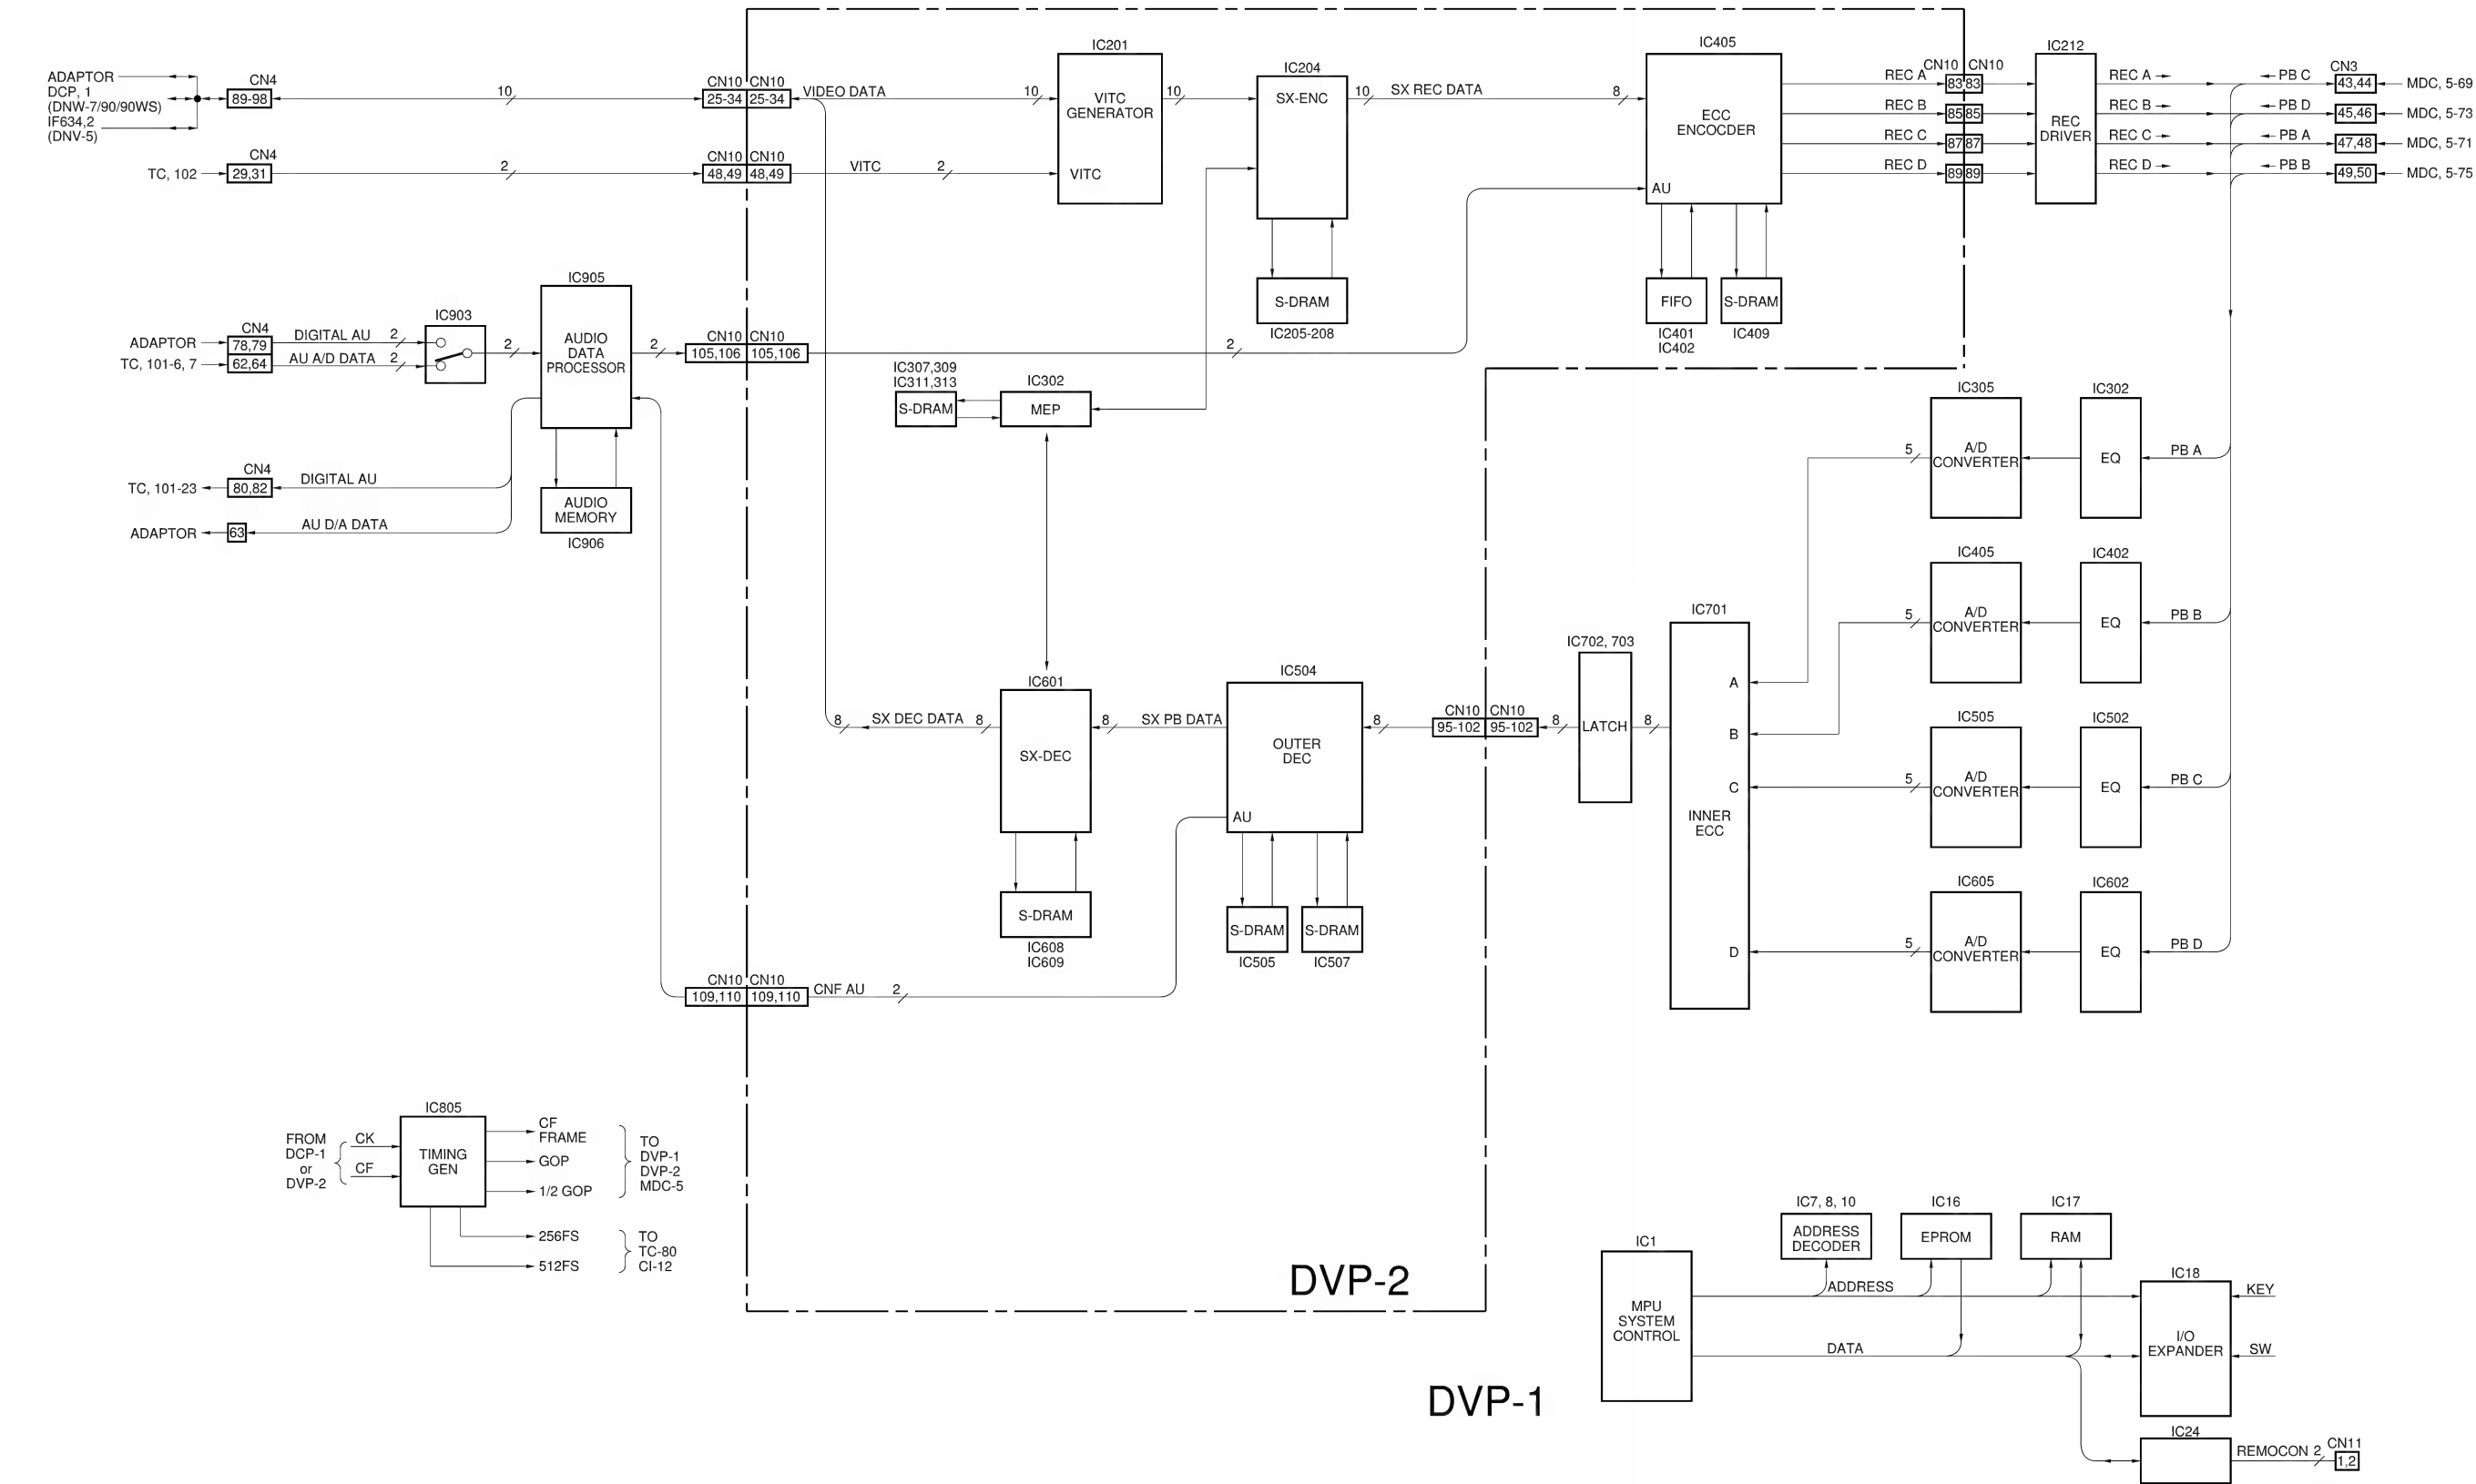 ADAPTOR
DCP, 1
(DNW-7/90/90WS)
IF634,2
(DNV-5)
CN4
89-98
10
CN10 CN10
25-34 25-34
VIDEO DATA
10
IC201
VITC
GENERATOR
VITC
10
IC204
SX-ENC
10
SX REC DATA
8
IC405
ECC
ENCOCDER
AU
REC A
CN10 CN10
83 83
REC B
85 85
REC C
87 87
REC D
89 89
IC212
REC
DRIVER
REC A
PB C
CN3
43,44
MDC, 5-69
REC B
PB D
45,46
MDC, 5-73
REC C
PB A
47,48
MDC, 5-71
REC D
PB B
49,50
MDC, 5-75
TC, 102
CN4
29,31
2
CN10 CN10
48,49 48,49
VITC
2
S-DRAM
IC205-208
FIFO
IC401
IC402
S-DRAM
IC409
ADAPTOR
CN4
78,79
DIGITAL AU
2
TC, 101-6, 7
62,64
AU A/D DATA
2
IC903
2
IC905
AUDIO
DATA
PROCESSOR
2
CN10 CN10
105,106 105,106
2
IC307,309
IC311,313
S-DRAM
IC302
MEP
TC, 101-23
CN4
80,82
DIGITAL AU
ADAPTOR
63
AU D/A DATA
AUDIO
MEMORY
IC906
IC305
A/D
CONVERTER
5
IC302
EQ
PB A
IC405
A/D
CONVERTER
5
IC402
EQ
PB B
IC505
A/D
CONVERTER
5
IC502
EQ
PB C
IC605
A/D
CONVERTER
5
IC602
EQ
PB D
IC701
A
B
C
INNER
ECC
D
8
IC702, 703
LATCH
8
CN10 CN10
95-102 95-102
8
IC504
OUTER
DEC
AU
SX PB DATA
8
IC601
SX-DEC
8
SX DEC DATA
8
S-DRAM
IC608
IC609
S-DRAM
IC505
S-DRAM
IC507
CN10 CN10
109,110 109,110
CNF AU
2
FROM
DCP-1
or
DVP-2
CK
CF
IC805
TIMING
GEN
CF
FRAME
GOP
1/2 GOP
TO
DVP-1
DVP-2
MDC-5
256FS
512FS
TO
TC-80
CI-12
DVP-2
DVP-1
IC1
MPU
SYSTEM
CONTROL
IC7, 8, 10
ADDRESS
DECODER
IC16
EPROM
IC17
RAM
ADDRESS
DATA
IC18
I/O
EXPANDER
KEY
SW
IC24
REMOCON 2
CN11
1,2